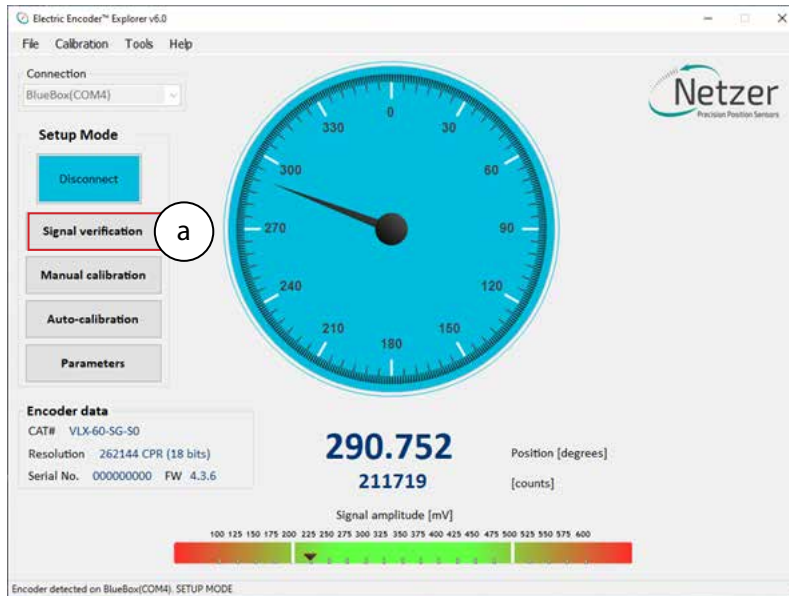 Electric Encoder™ Explorer v6.0
File Calibration Tools Help
Connection
BlueBox(COM4)
Setup Mode
Disconnect
Signal verification
a
Manual calibration
Auto-calibration
Parameters
Netzer
Precision Position Sensors
0
30
60
90
120
150
180
210
240
270
300
330
Encoder data
CAT# VLX-60-SG-S0
Resolution 262144 CPR (18 bits)
Serial No. 000000000 FW 4.3.6
290.752 Position [degrees]
211719 [counts]
Signal amplitude [mV]
100 125 150 175 200 225 250 275 300 325 350 375 400 425 450 475 500 525 550 575 600
Encoder detected on BlueBox(COM4). SETUP MODE